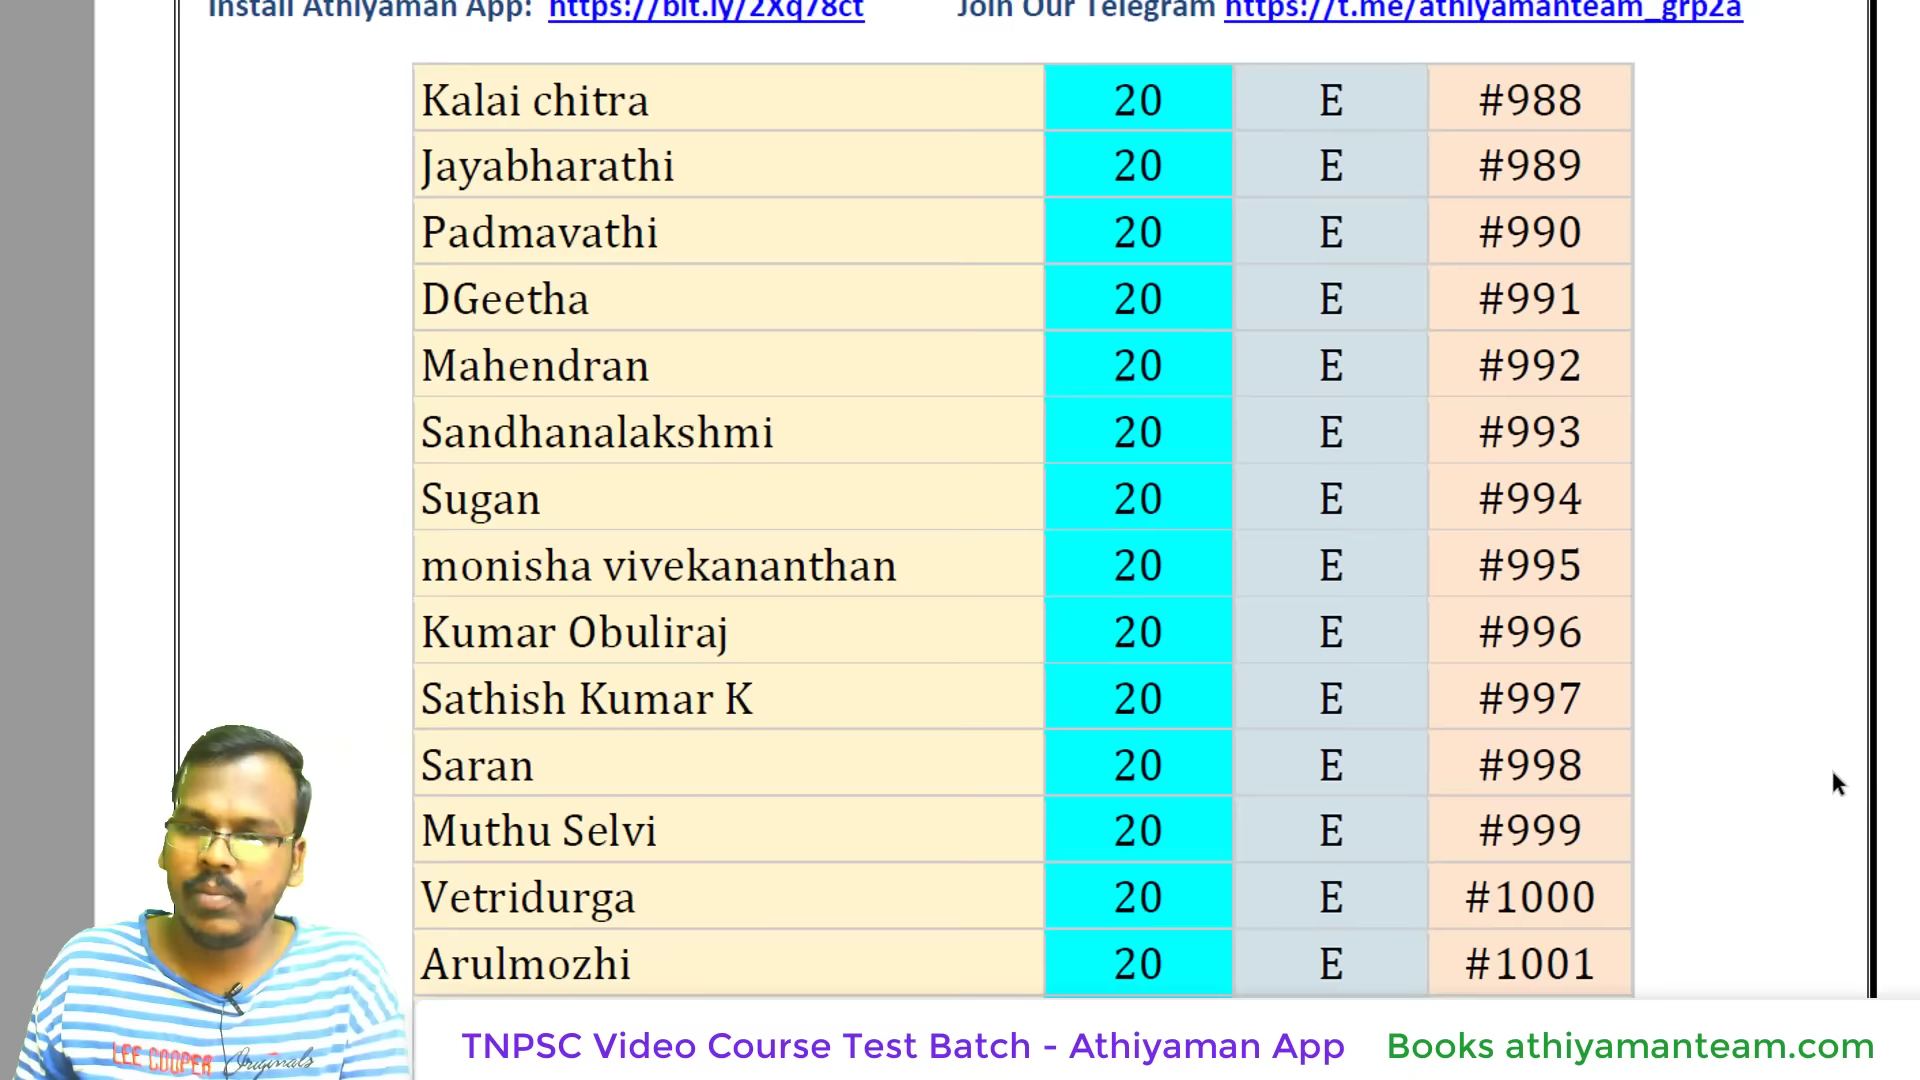 Install Athiyaman App: https://bit.ly/2Xq78ct Join Our Telegram https://t.me/athiyamanteam_grp2a
Kalai chitra 20 E #988
Jayabharathi 20 E #989
Padmavathi 20 E #990
DGeetha 20 E #991
Mahendran 20 E #992
Sandhanalakshmi 20 E #993
Sugan 20 E #994
monisha vivekananthan 20 E #995
Kumar Obuliraj 20 E #996
Sathish Kumar K 20 E #997
Saran 20 E #998
Muthu Selvi 20 E #999
Vetridurga 20 E #1000
Arulmozhi 20 E #1001
LEE COOPER Originals
TNPSC Video Course Test Batch - Athiyaman App Books athiyamanteam.com